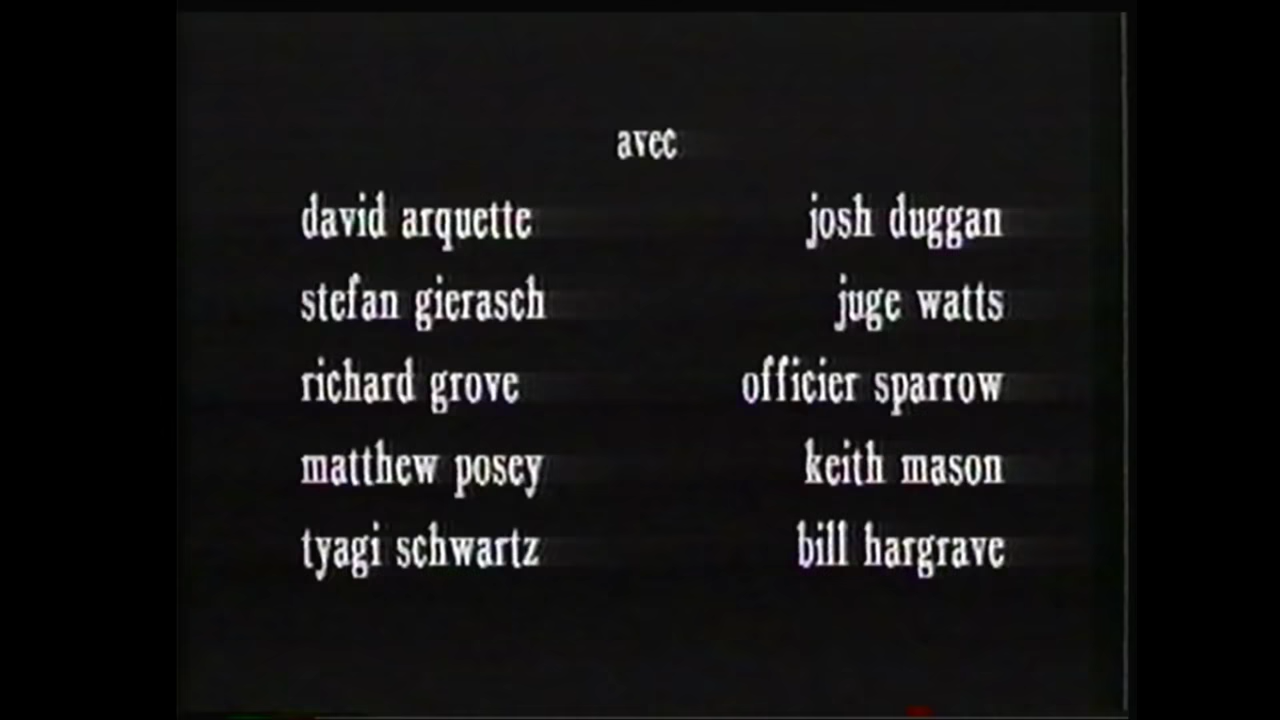 avec
david arquette josh duggan
stefan gierasch juge watts
richard grove officier sparrow
matthew posey keith mason
tyagi schwartz bill hargrave